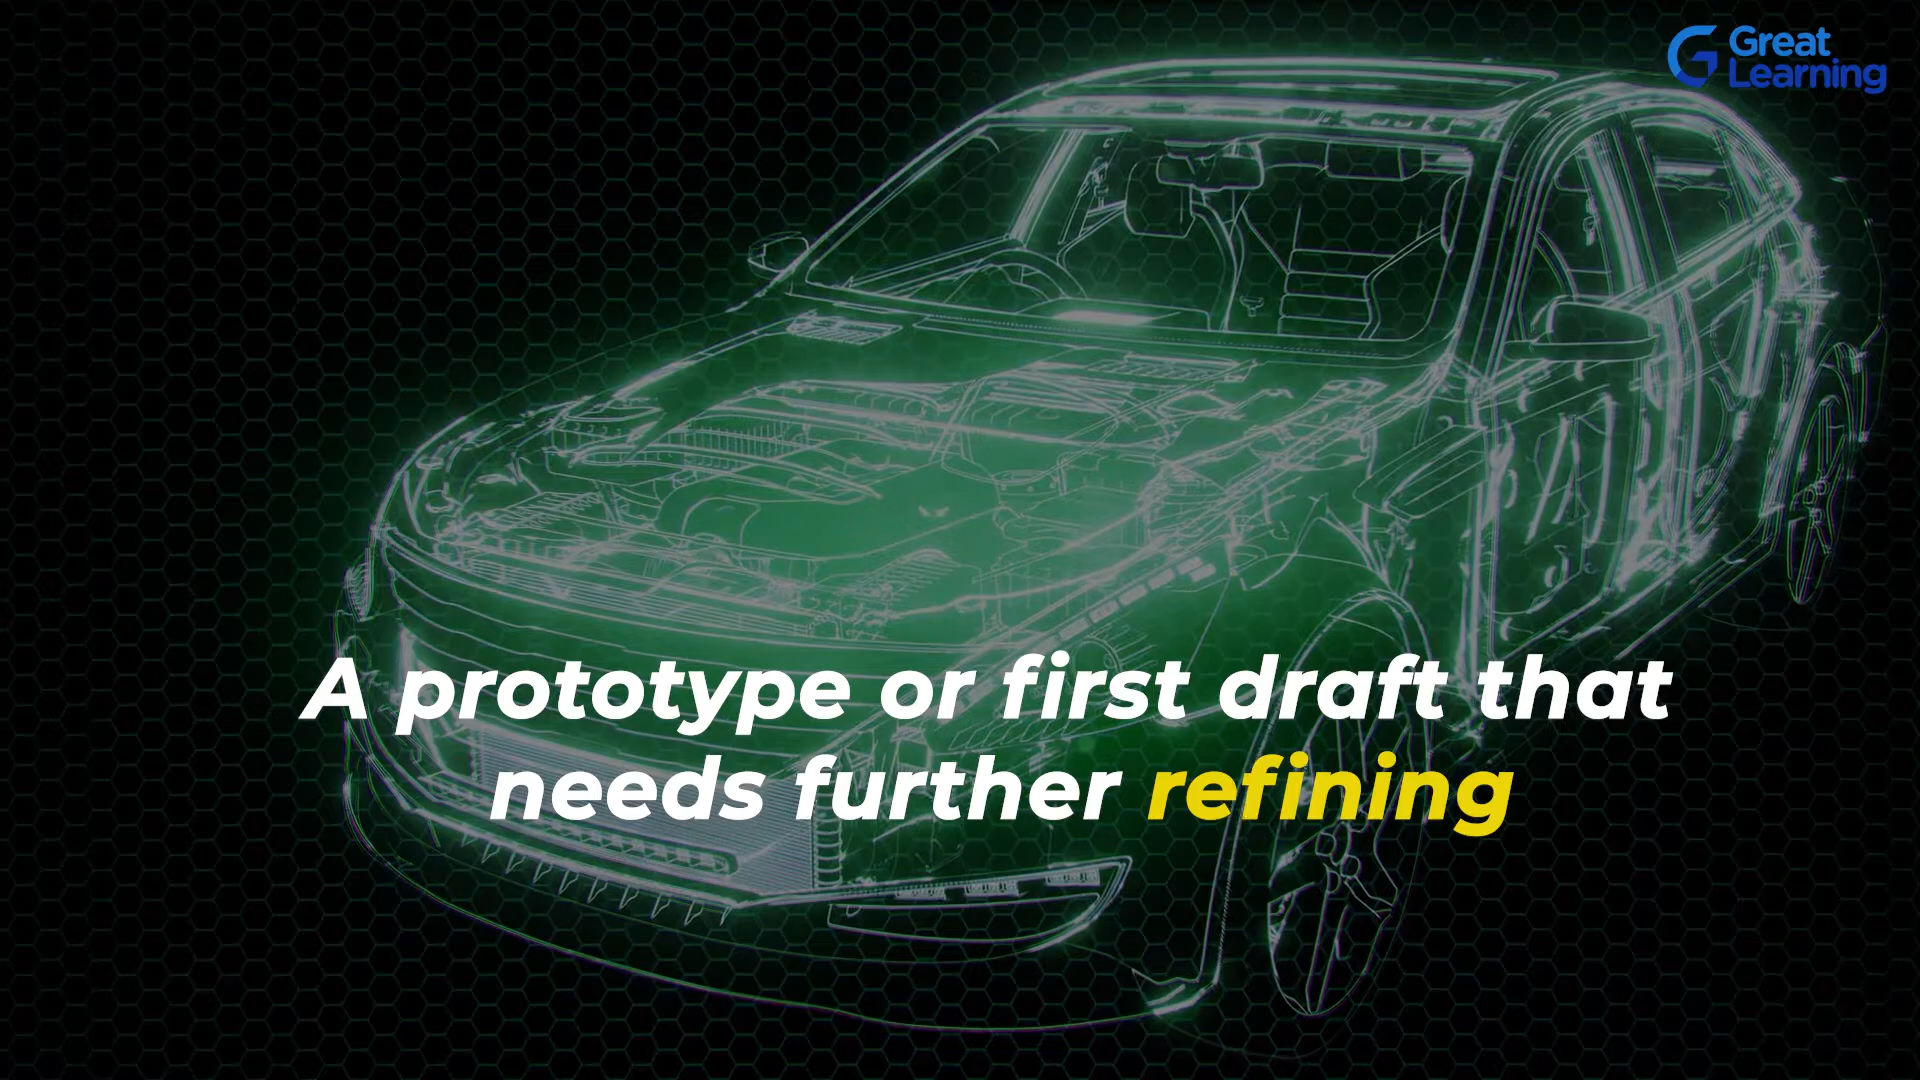 Great
Learning
A prototype or first draft that
needs further refining